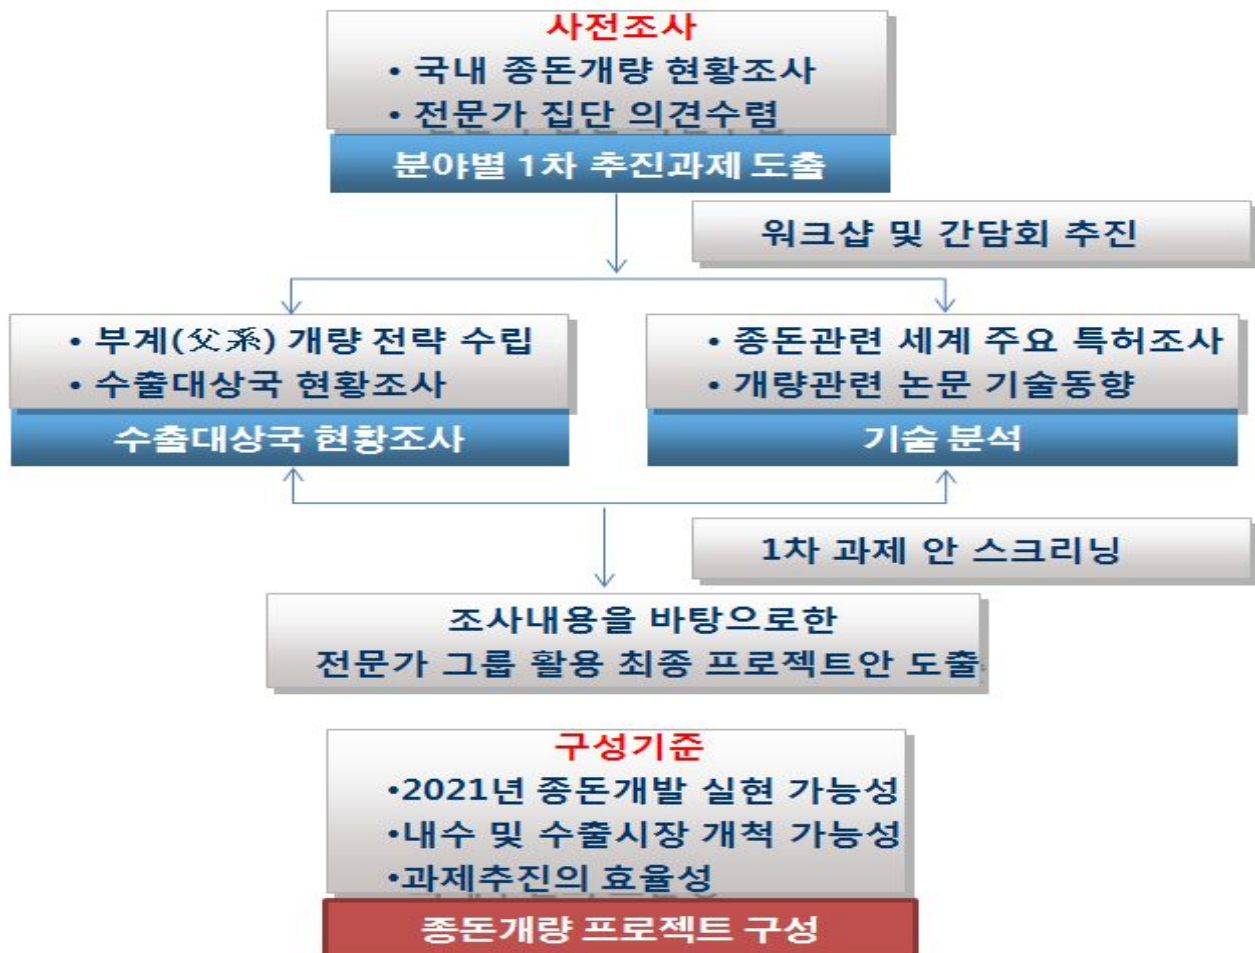 사전조사
• 국내 종돈개량 현황조사
• 전문가 집단 의견수렴
분야별 1차 추진과제 도출
워크샵 및 간담회 추진
• 부계(父系) 개량 전략 수립
• 수출대상국 현황조사
수출대상국 현황조사
• 종돈관련 세계 주요 특허조사
• 개량관련 논문 기술동향
기술 분석
1차 과제 안 스크리닝
조사내용을 바탕으로한
전문가 그룹 활용 최종 프로젝트안 도출
구성기준
•2021년 종돈개발 실현 가능성
•내수 및 수출시장 개척 가능성
•과제추진의 효율성
종돈개량 프로젝트 구성